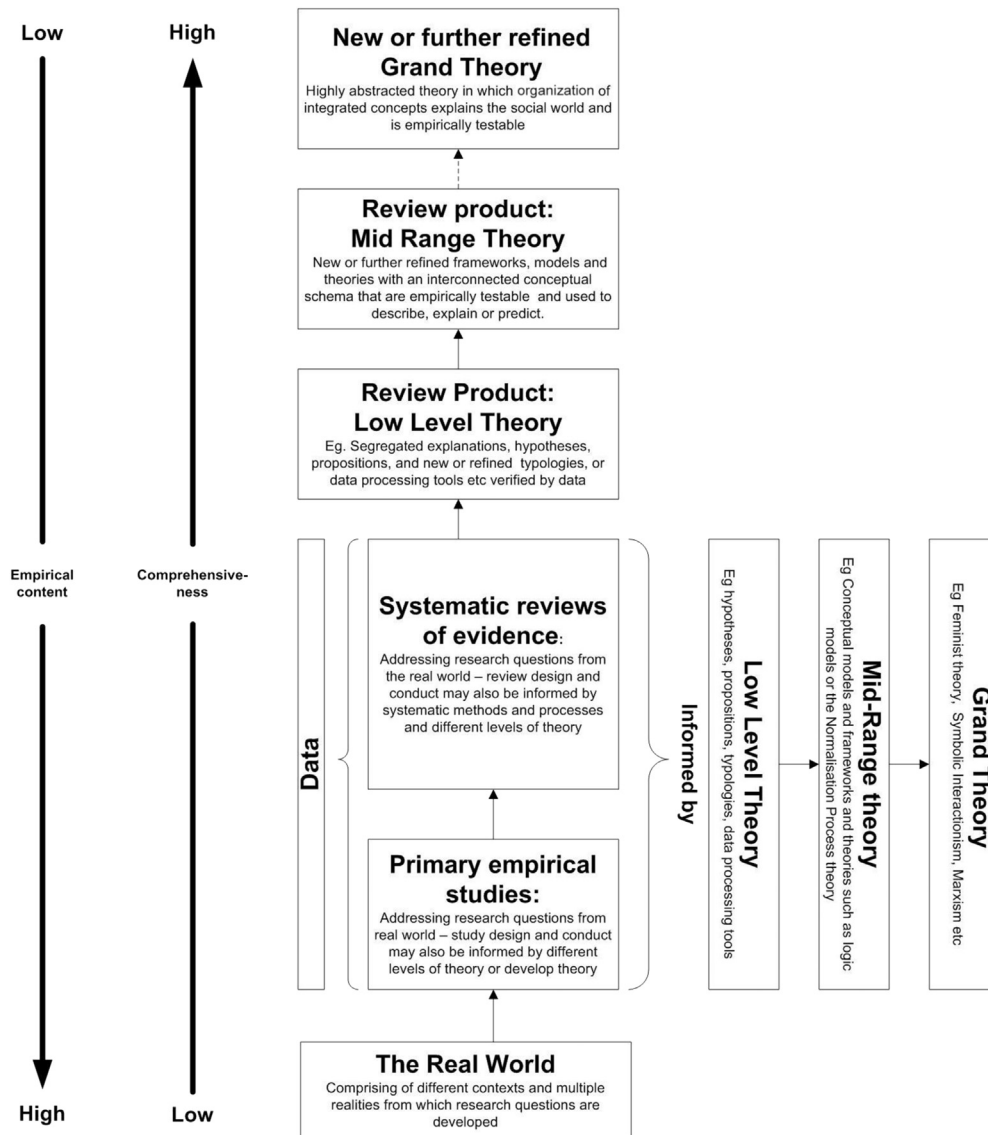 Low
High
New or further refined
Grand Theory
Highly abstracted theory in which organization of
integrated concepts explains the social world and
is empirically testable
Review product:
Mid Range Theory
New or further refined frameworks, models and
theories with an interconnected conceptual
schema that are empirically testable and used to
describe, explain or predict.
Review Product:
Low Level Theory
Eg. Segregated explanations, hypotheses,
propositions, and new or refined typologies, or
data processing tools etc verified by data
Empirical
content
Comprehensive-
ness
Data
Systematic reviews
of evidence:
Addressing research questions from
the real world – review design and
conduct may also be informed by
systematic methods and processes
and different levels of theory
Primary empirical
studies:
Addressing research questions from
real world – study design and conduct
may also be informed by different
levels of theory or develop theory
Informed by
Low Level Theory
Eg hypotheses, propositions, typologies, data processing tools
Mid-Range theory
Eg Conceptual models and frameworks and theories such as logic
models or the Normalisation Process theory
Grand Theory
Eg Feminist theory, Symbolic Interactionism, Marxism etc
The Real World
Comprising of different contexts and multiple
realities from which research questions are
developed
High
Low